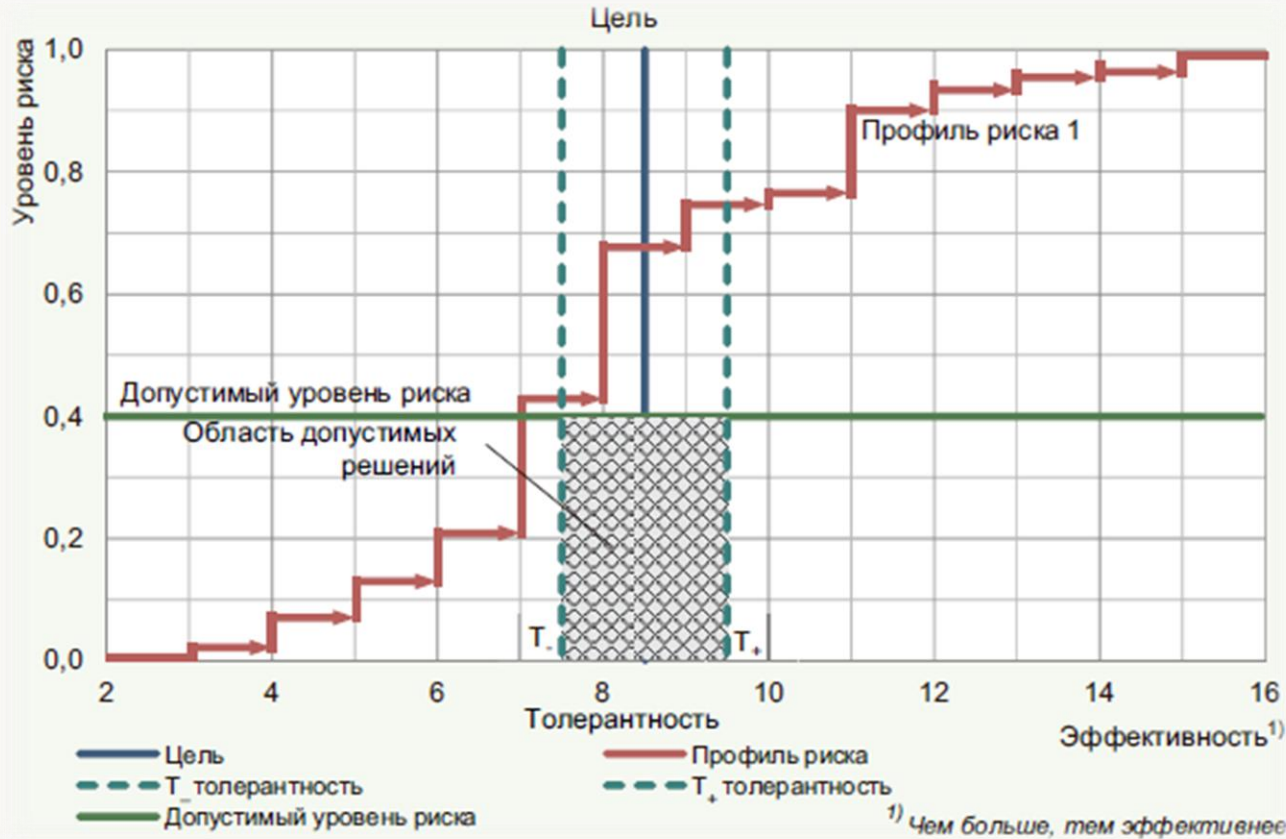 Цель
Уровень риска
1,0
0,8
0,6
0,4
0,2
0,0
Профиль риска 1
Допустимый уровень риска
Область допустимых
решений
T-
T+
2 4 6 8 10 12 14 16
Толерантность
Эффективность¹⁾
Цель
Профиль риска
T_ толерантность
T+ толерантность
Допустимый уровень риска
¹⁾ Чем больше, тем эффективнее